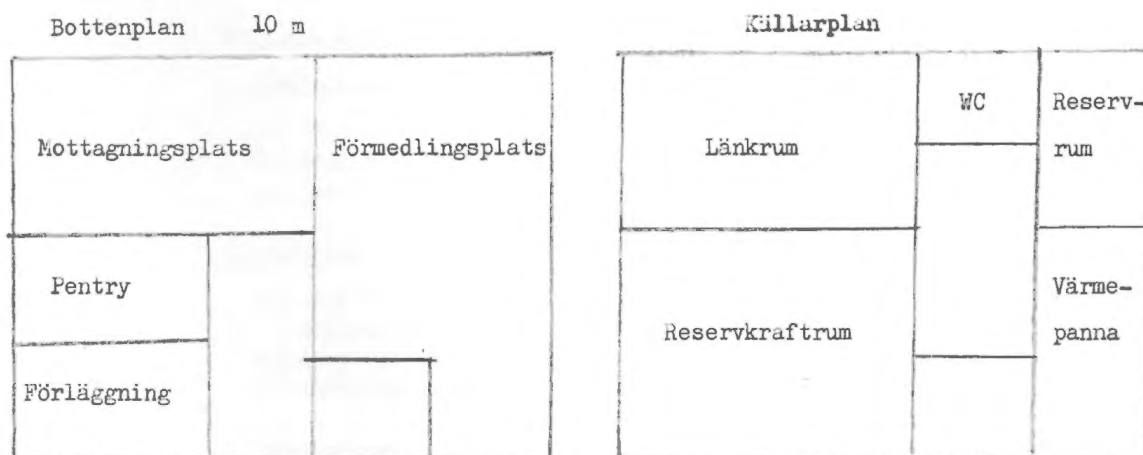 Bottenplan 10 m
Mottagningsplats
Förmedlingsplats
Pentry
Förläggning
Källarplan
Länkrum
WC
Reserv-
rum
Reservkraftrum
Värme-
panna